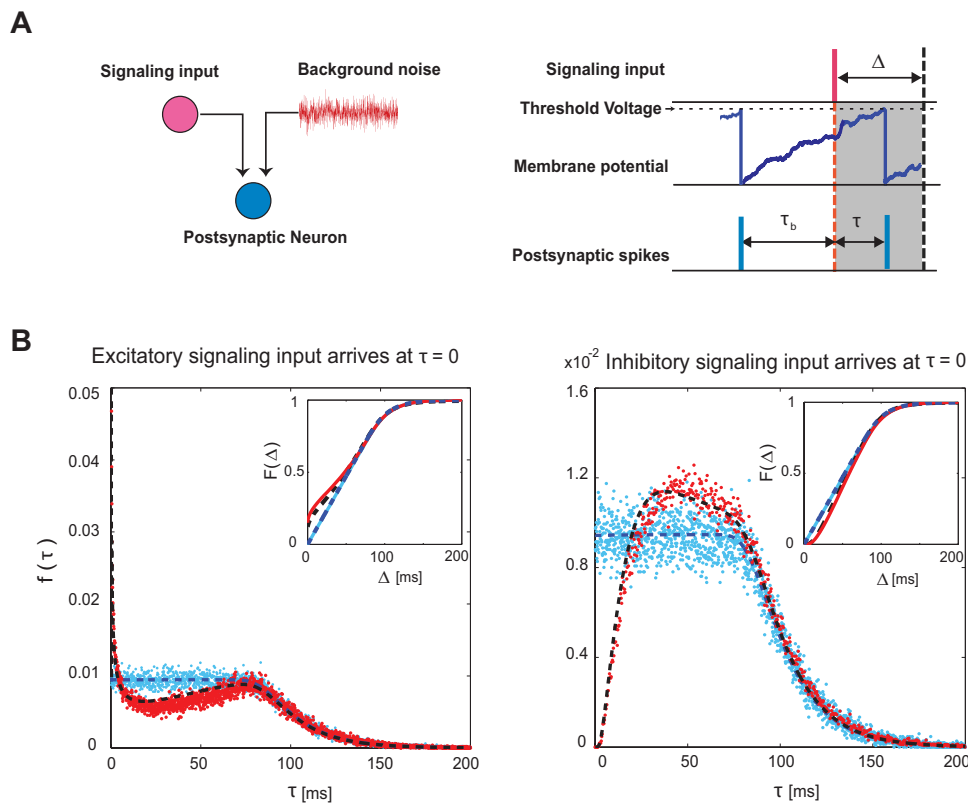 A
Signaling input
Background noise
Postsynaptic Neuron
Signaling input
Δ
Threshold Voltage
Membrane potential
τb
τ
Postsynaptic spikes
B
Excitatory signaling input arrives at τ = 0
0.05
0.04
0.03
0.02
0.01
0
f ( τ )
0
50
100
150
200
τ [ms]
1
0.5
0
F(Δ)
0
100
200
Δ [ms]
x10-2 Inhibitory signaling input arrives at τ = 0
1.6
1.2
0.8
0.4
0
0
50
100
150
200
τ [ms]
1
0.5
0
F(Δ)
0
100
200
Δ [ms]